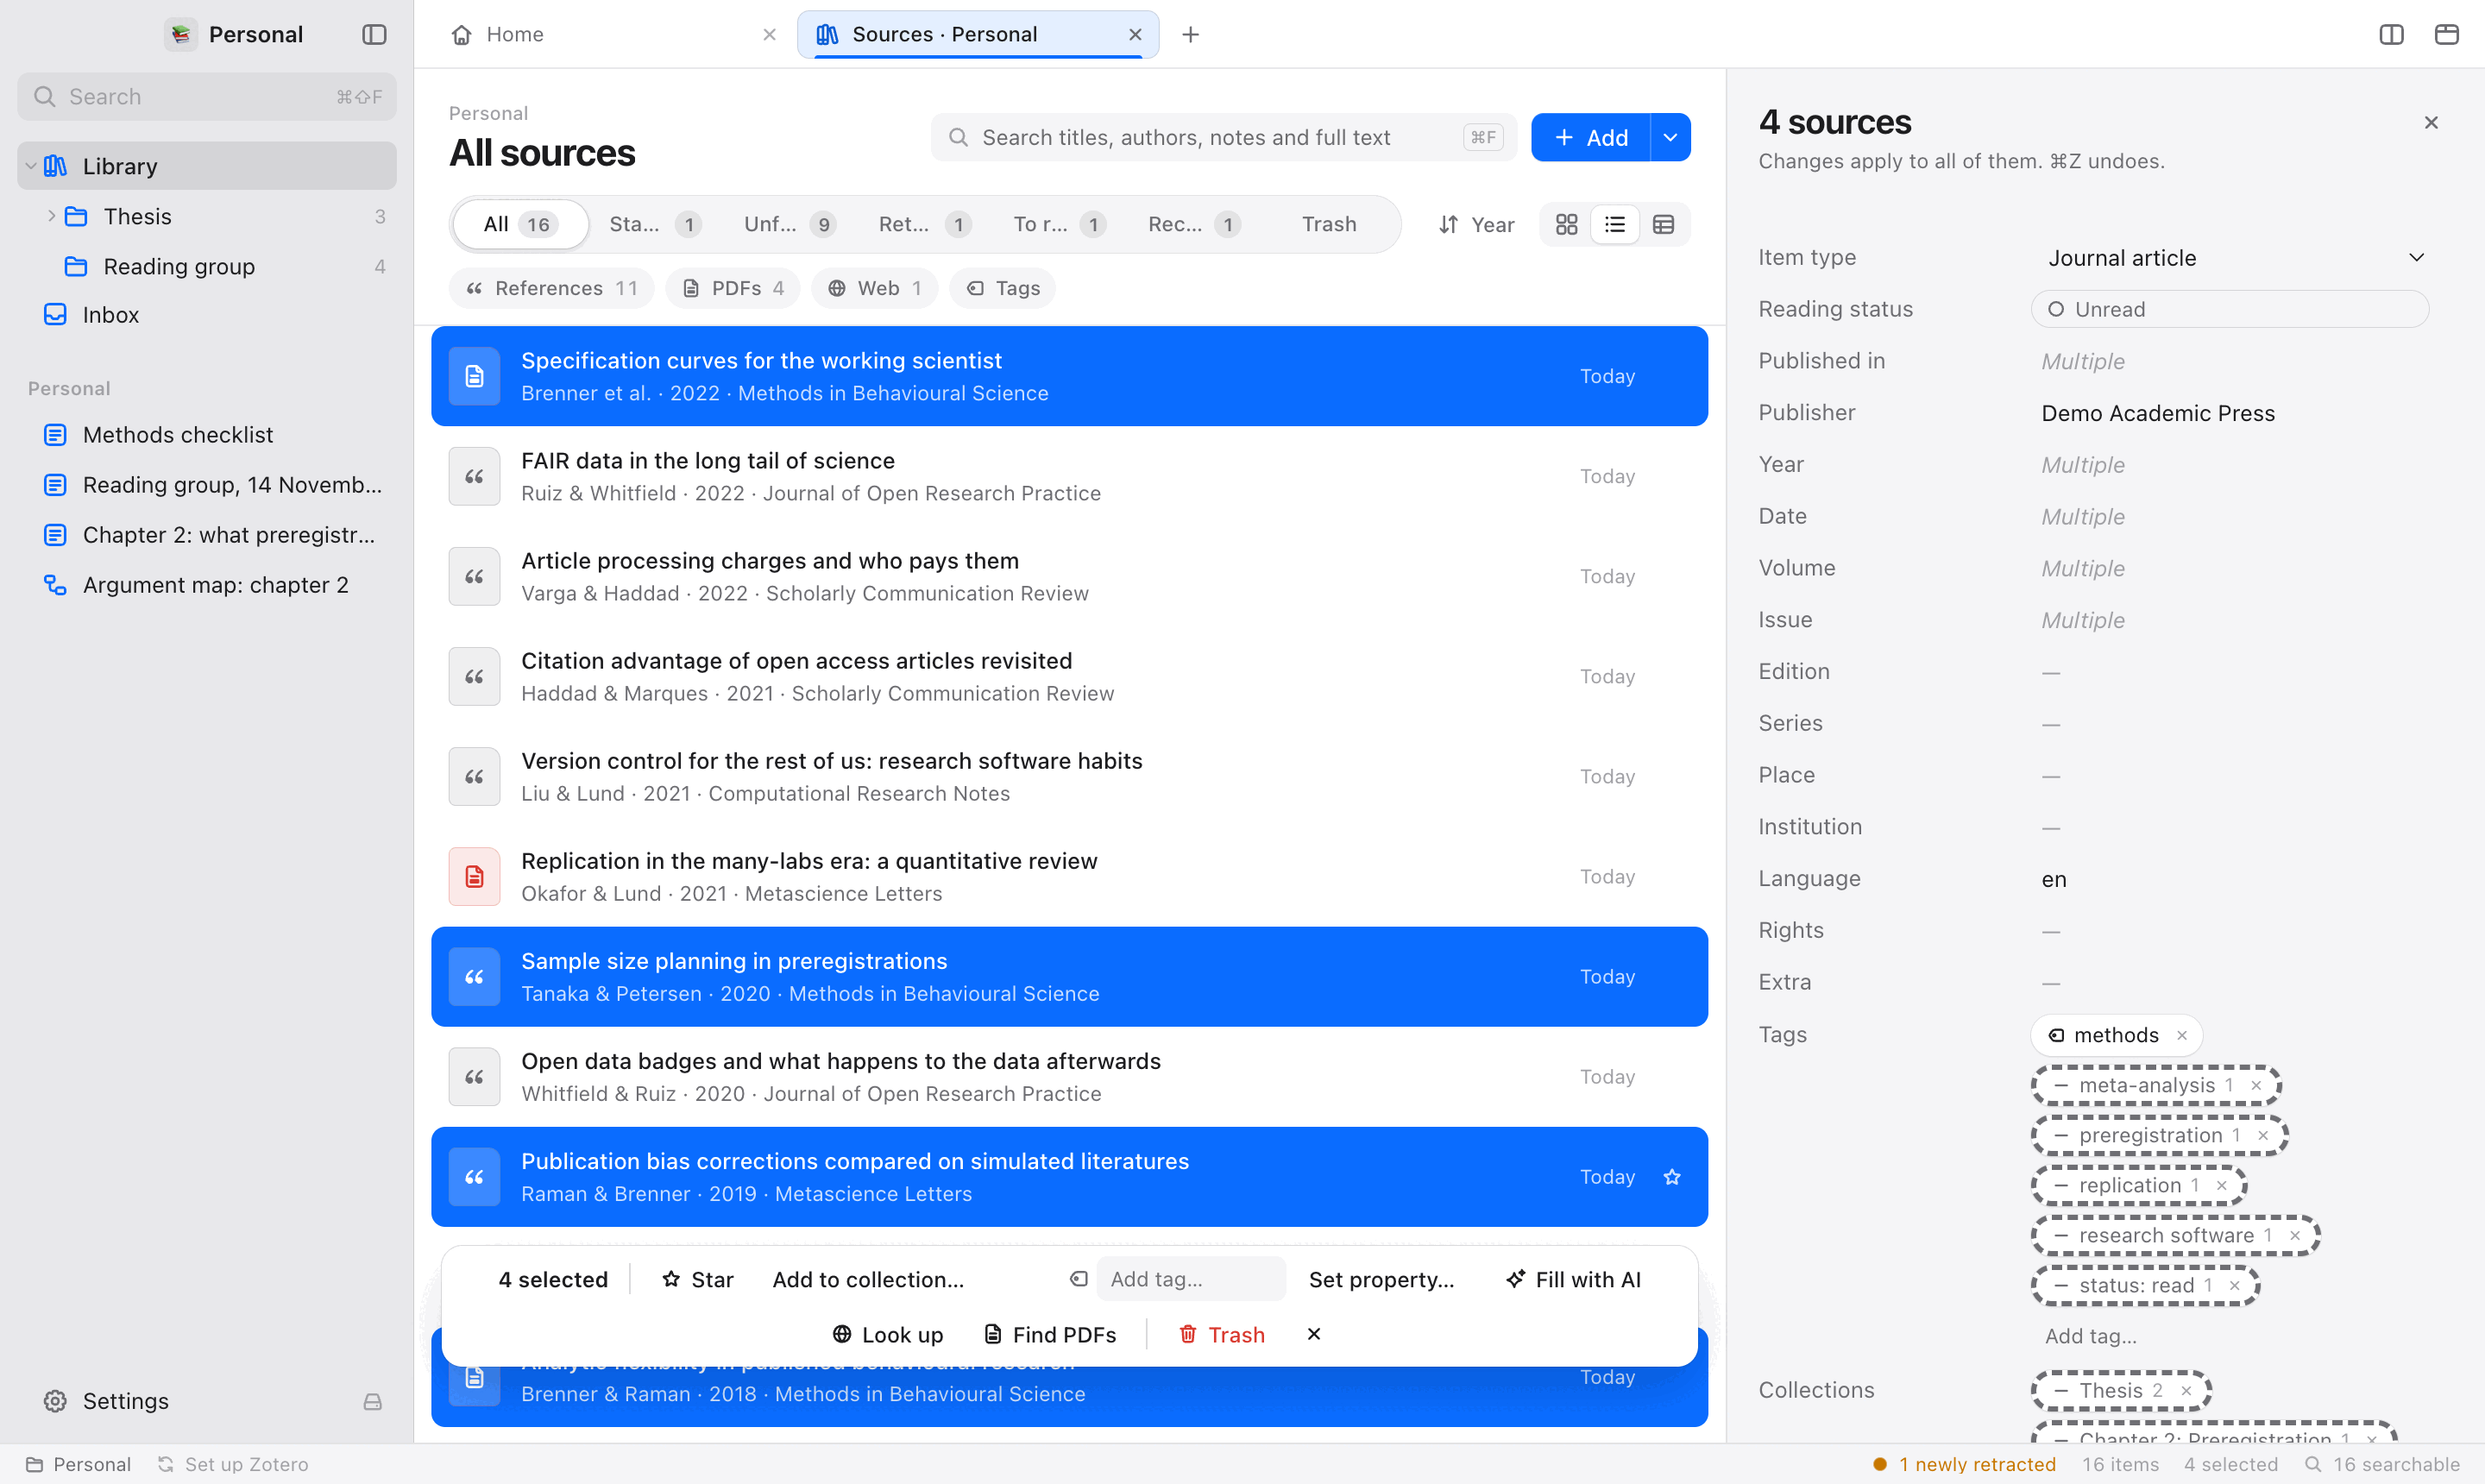 Personal
Search ⌘⇧F
Library
Thesis 3
Reading group 4
Inbox
Personal
Methods checklist
Reading group, 14 Novemb...
Chapter 2: what preregistr...
Argument map: chapter 2
Settings
Home
Sources · Personal
Personal
All sources
Search titles, authors, notes and full text ⌘F
Add
All 16
Sta... 1
Unf... 9
Ret... 1
To r... 1
Rec... 1
Trash
Year
References 11
PDFs 4
Web 1
Tags
Specification curves for the working scientist
Brenner et al. · 2022 · Methods in Behavioural Science
Today
FAIR data in the long tail of science
Ruiz & Whitfield · 2022 · Journal of Open Research Practice
Today
Article processing charges and who pays them
Varga & Haddad · 2022 · Scholarly Communication Review
Today
Citation advantage of open access articles revisited
Haddad & Marques · 2021 · Scholarly Communication Review
Today
Version control for the rest of us: research software habits
Liu & Lund · 2021 · Computational Research Notes
Today
Replication in the many-labs era: a quantitative review
Okafor & Lund · 2021 · Metascience Letters
Today
Sample size planning in preregistrations
Tanaka & Petersen · 2020 · Methods in Behavioural Science
Today
Open data badges and what happens to the data afterwards
Whitfield & Ruiz · 2020 · Journal of Open Research Practice
Today
Publication bias corrections compared on simulated literatures
Raman & Brenner · 2019 · Metascience Letters
Today
4 selected
Star
Add to collection...
Add tag...
Set property...
Fill with AI
Look up
Find PDFs
Trash
Analytic flexibility in published behavioural research
Brenner & Raman · 2018 · Methods in Behavioural Science
Today
4 sources
Changes apply to all of them. ⌘Z undoes.
Item type Journal article
Reading status Unread
Published in Multiple
Publisher Demo Academic Press
Year Multiple
Date Multiple
Volume Multiple
Issue Multiple
Edition —
Series —
Place —
Institution —
Language en
Rights —
Extra —
Tags methods
meta-analysis 1
preregistration 1
replication 1
research software 1
status: read 1
Add tag...
Collections Thesis 2
Chapter 2: Preregistration 1
Personal
Set up Zotero
1 newly retracted
16 items
4 selected
16 searchable